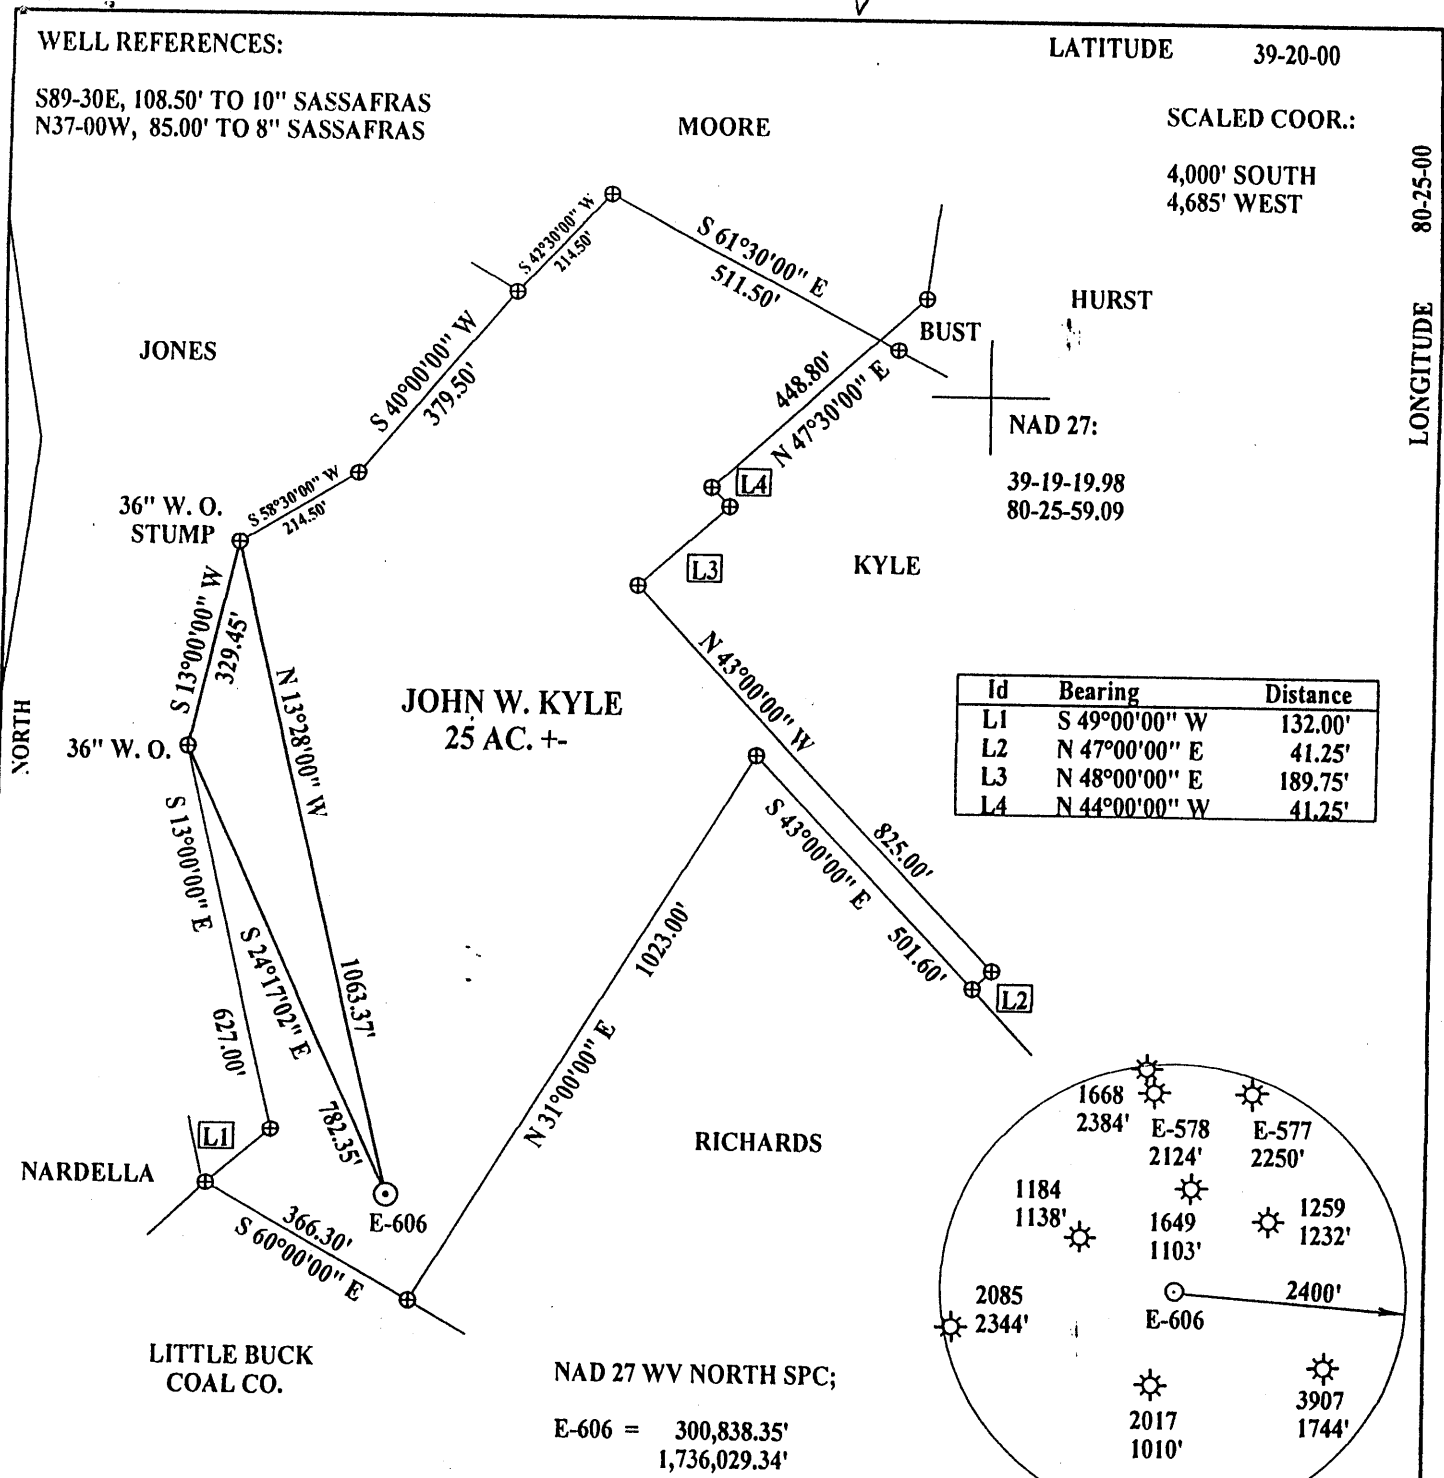 WELL REFERENCES:
S89-30E, 108.50' TO 10" SASSAFRAS
N37-00W, 85.00' TO 8" SASSAFRAS
LATITUDE 39-20-00
SCALED COOR.:
4,000' SOUTH
4,685' WEST
LONGITUDE 80-25-00
MOORE
S 42°30'00" W
214.50'
S 61°30'00" E
511.50'
HURST
BUST
JONES
S 40°00'00" W
379.50'
448.80'
N 47°30'00" E
NAD 27:
39-19-19.98
80-25-59.09
S 58°30'00" W
214.50'
36" W. O.
STUMP
L4
L3
KYLE
S 13°00'00" W
329.45'
N 13°28'00" W
1063.37'
JOHN W. KYLE
25 AC. +-
N 43°00'00" W
825.00'
NORTH
36" W. O.
Id Bearing Distance
L1 S 49°00'00" W 132.00'
L2 N 47°00'00" E 41.25'
L3 N 48°00'00" E 189.75'
L4 N 44°00'00" W 41.25'
S 13°00'00" E
627.00'
S 24°17'02" E
782.35'
S 43°00'00" E
501.60'
L2
1023.00'
N 31°00'00" E
L1
NARDELLA
E-606
366.30'
S 60°00'00" E
RICHARDS
LITTLE BUCK
COAL CO.
NAD 27 WV NORTH SPC;
E-606 = 300,838.35'
1,736,029.34'
1668
2384'
E-578
2124'
E-577
2250'
1184
1138'
1649
1103'
1259
1232'
2085
2344'
2400'
E-606
2017
1010'
3907
1744'